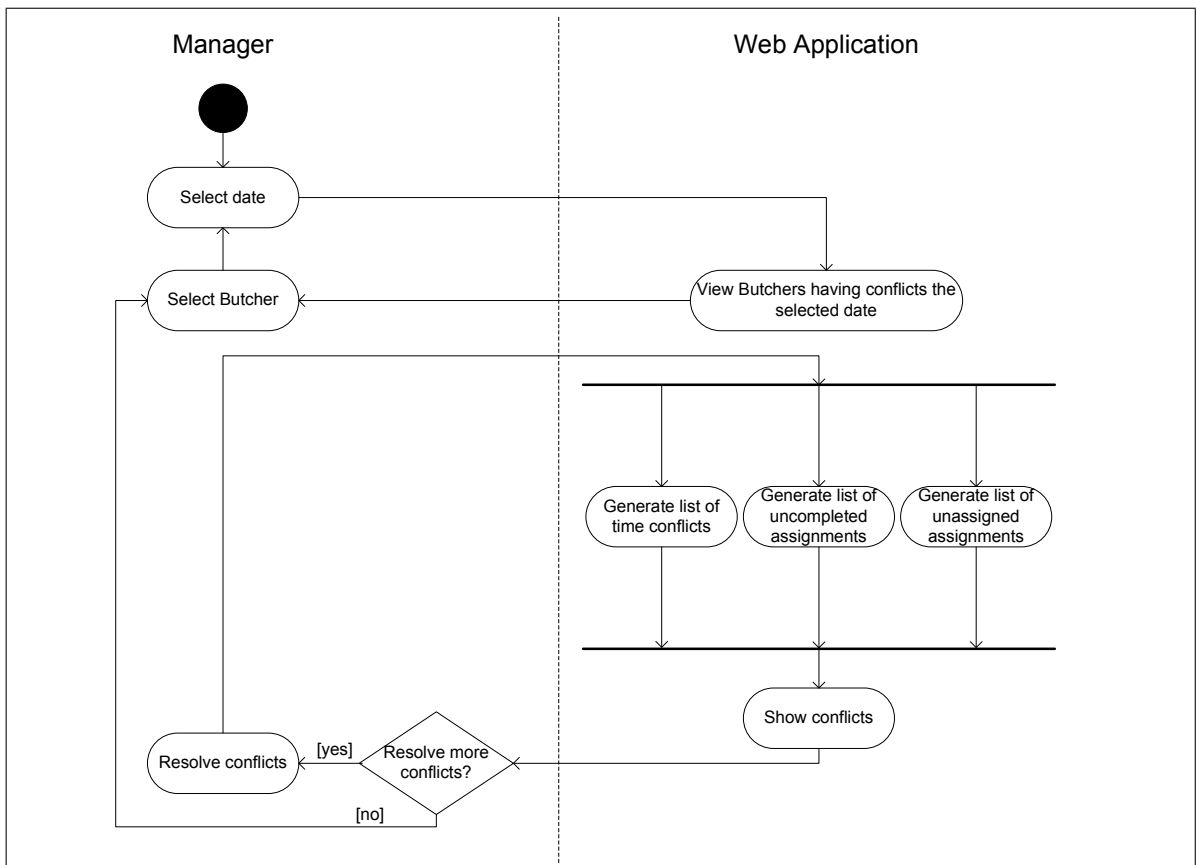 Manager
Web Application
Select date
Select Butcher
View Butchers having conflicts the
selected date
Generate list of
time conflicts
Generate list of
uncompleted
assignments
Generate list of
unassigned
assignments
Show conflicts
Resolve conflicts
[yes]
Resolve more
conflicts?
[no]